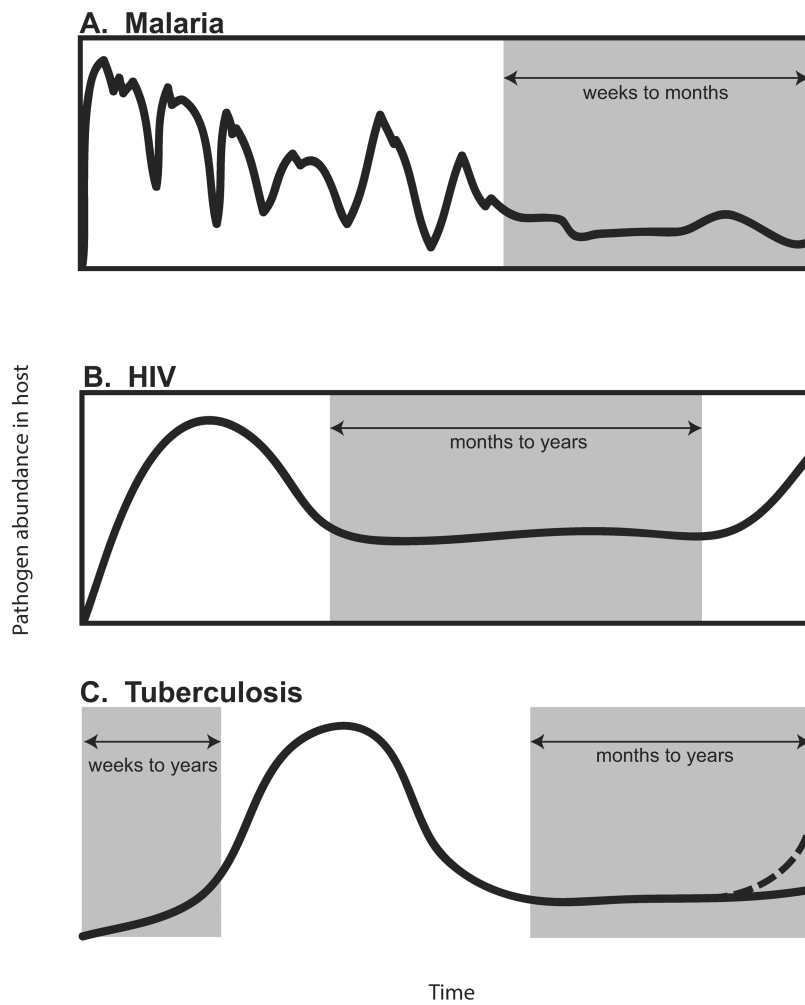 A. Malaria
weeks to months
Pathogen abundance in host
B. HIV
months to years
C. Tuberculosis
weeks to years
months to years
Time